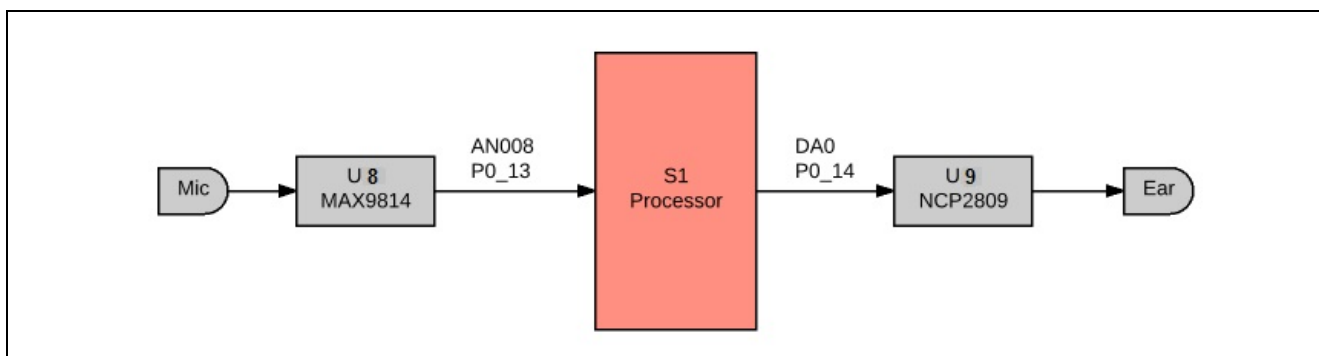 Mic
U 8
MAX9814
AN008
P0_13
S1
Processor
DA0
P0_14
U 9
NCP2809
Ear